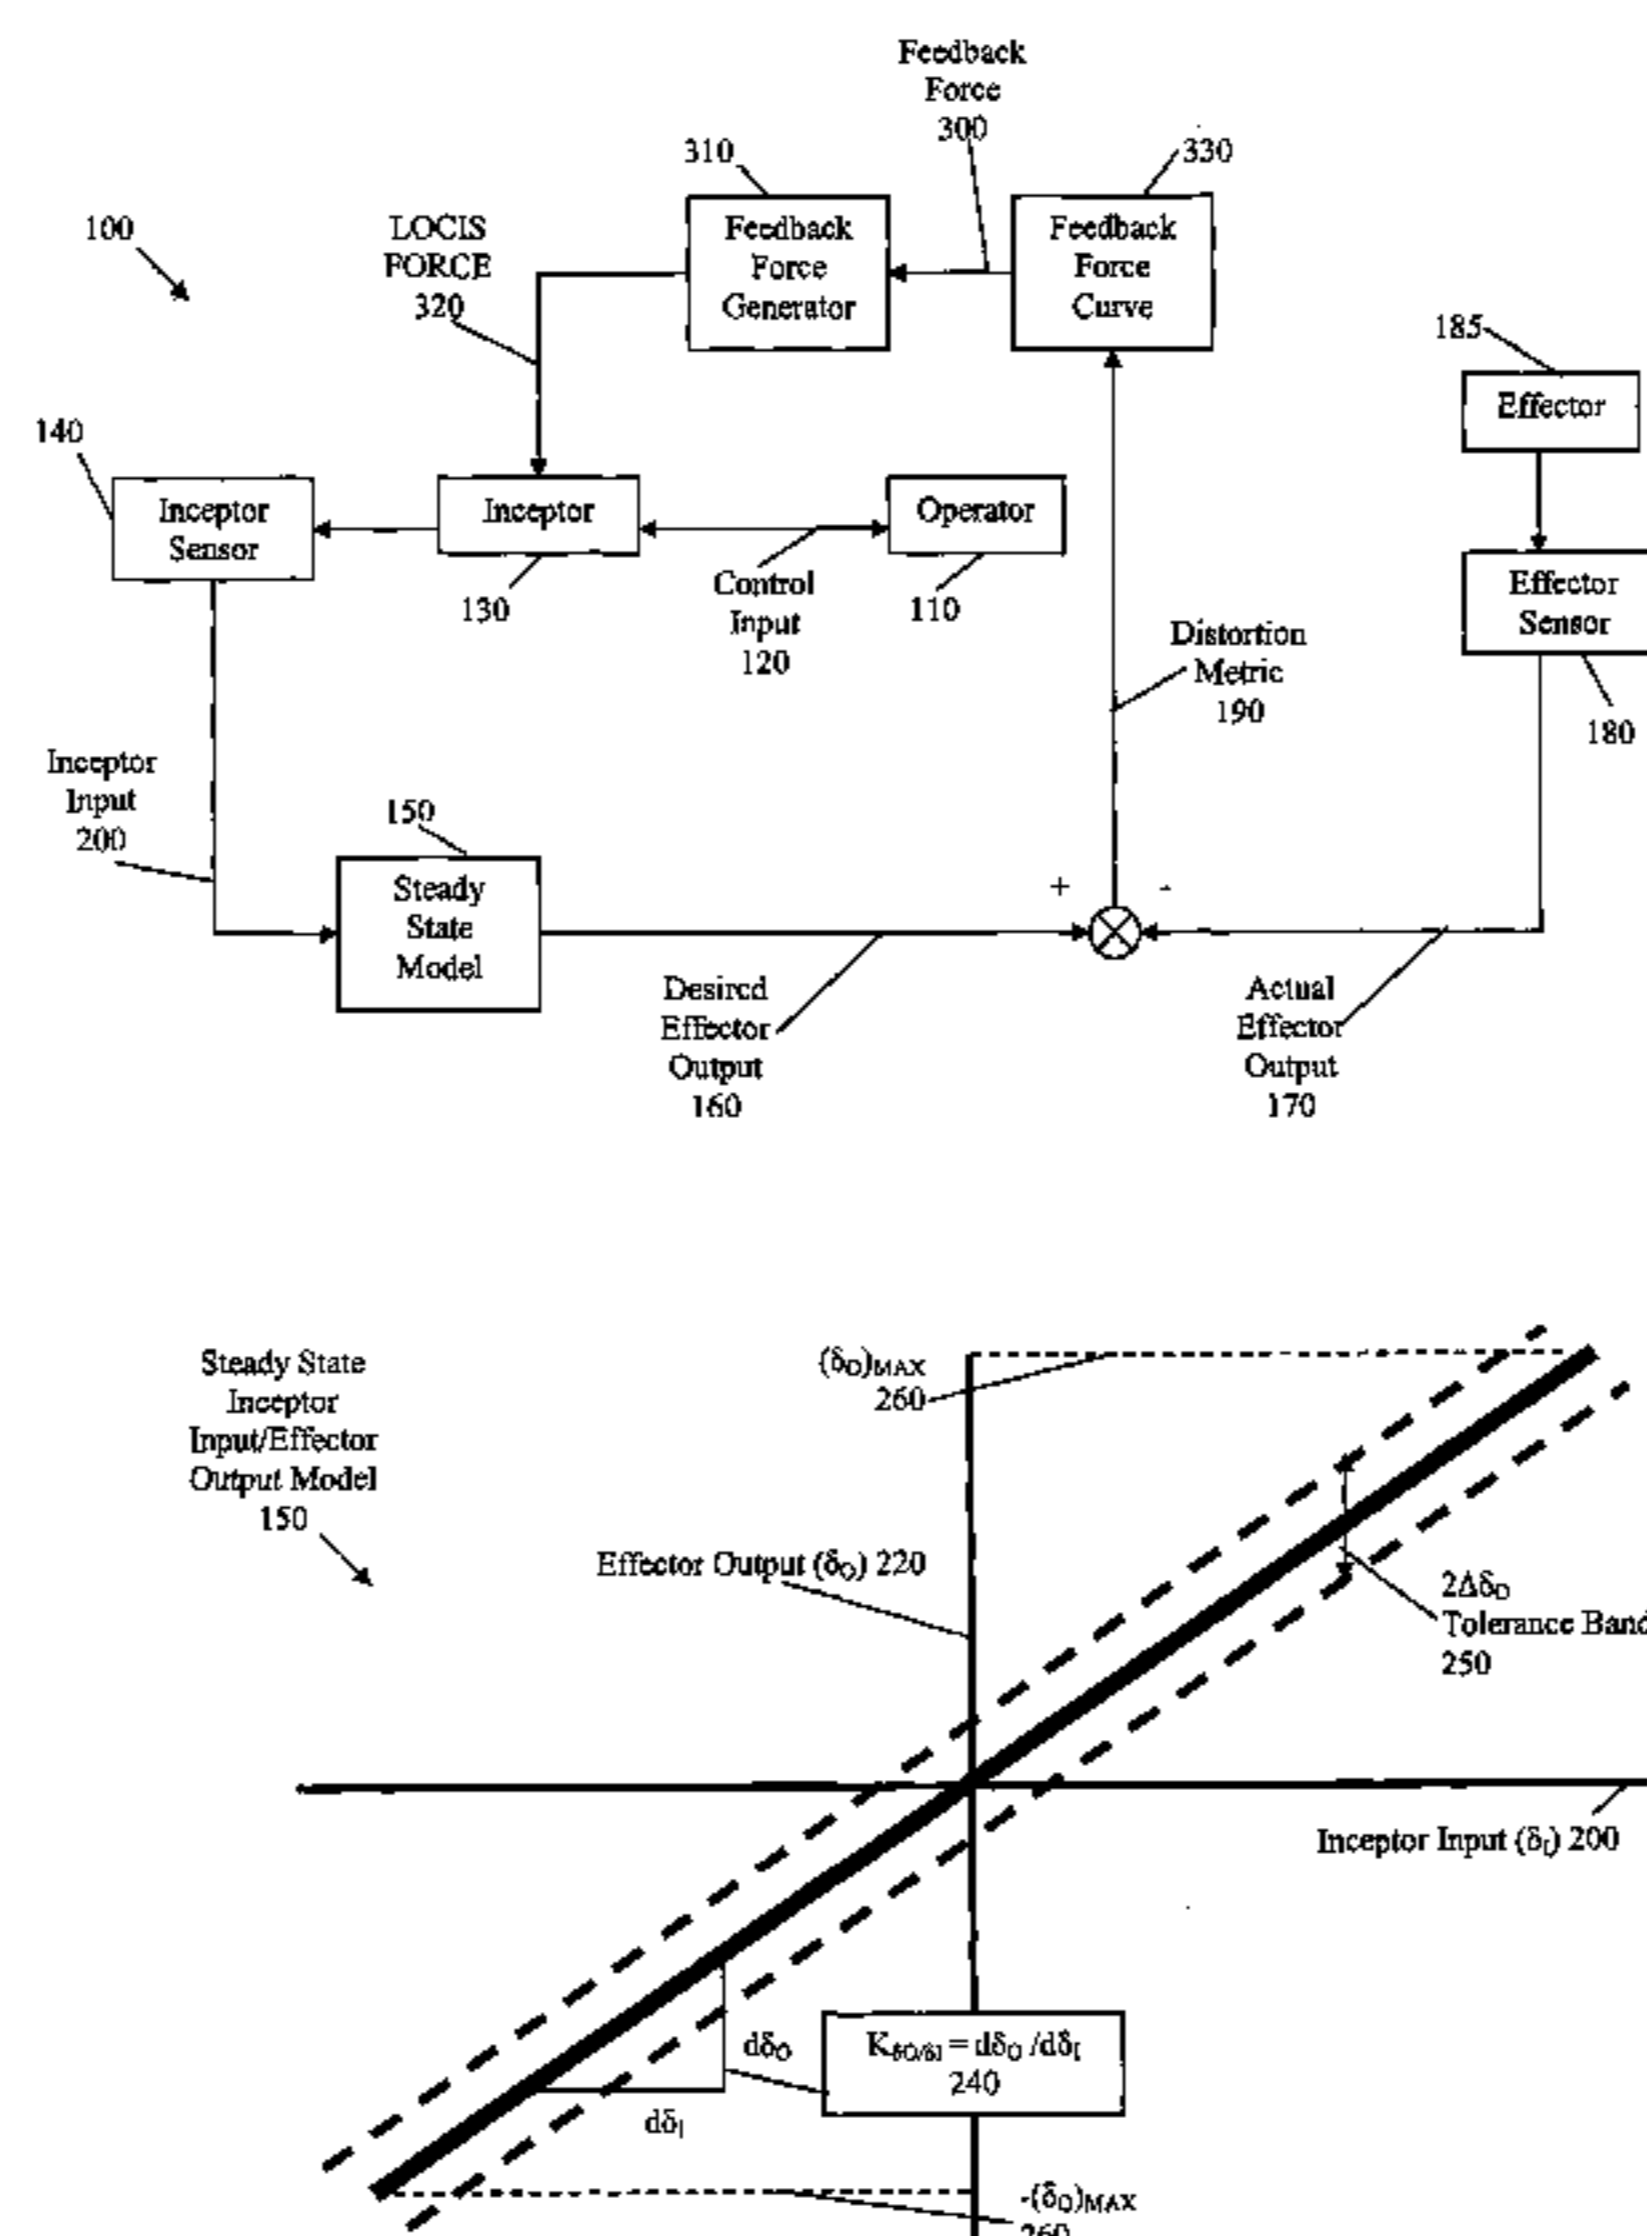 Feedback
Force
300
310
330
100
LOCIS
FORCE
320
Feedback
Force
Generator
Feedback
Force
Curve
185
Effector
140
Inceptor
Sensor
Inceptor
Operator
130
Control
Input
120
110
Effector
Sensor
Distortion
Metric
190
180
Inceptor
Input
200
150
Steady
State
Model
+ -
Desired
Effector
Output
160
Actual
Effector
Output
170
Steady State
Inceptor
Input/Effector
Output Model
150
(δO)MAX
260
Effector Output (δO) 220
2ΔδO
Tolerance Band
250
Inceptor Input (δI) 200
dδO
dδI
KδO/δI = dδO /dδI
240
-(δO)MAX
260